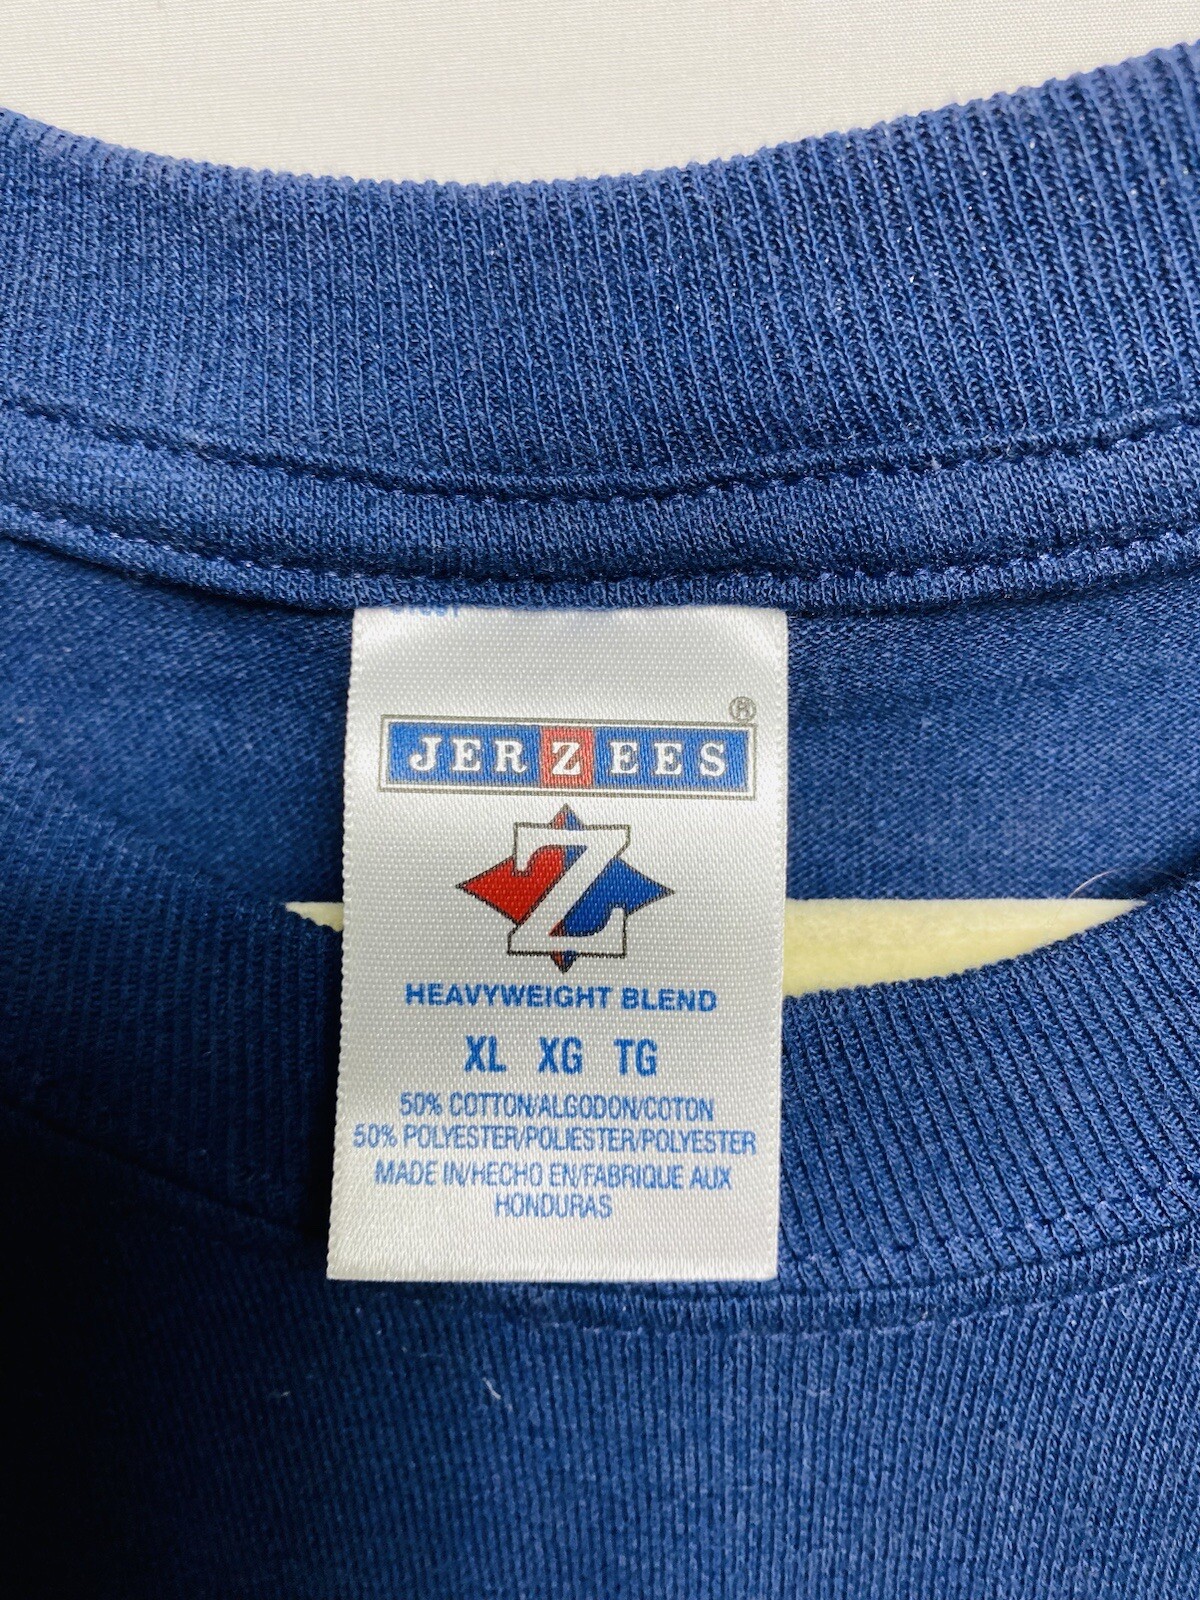 ®
JERZEES
Z
HEAVYWEIGHT BLEND
XL XG TG
50% COTTON/ALGODON/COTON
50% POLYESTER/POLIESTER/POLYESTER
MADE IN/HECHO EN/FABRIQUE AUX
HONDURAS